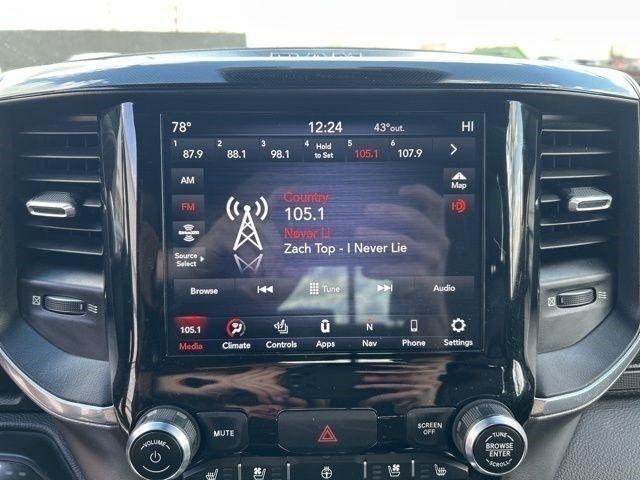 78° 12:24 43°out. HI
1 87.9 2 88.1 3 98.1 4 Hold to Set 5 105.1 6 107.9
AM
Map
FM
HD
Country
105.1
Never Li
Zach Top - I Never Lie
SiriusXM
Source Select
Browse Tune Audio
105.1
Media Climate Controls Apps Nav Phone Settings
N
VOLUME
MUTE
SCREEN OFF
TUNE
BROWSE
ENTER
SCROLL